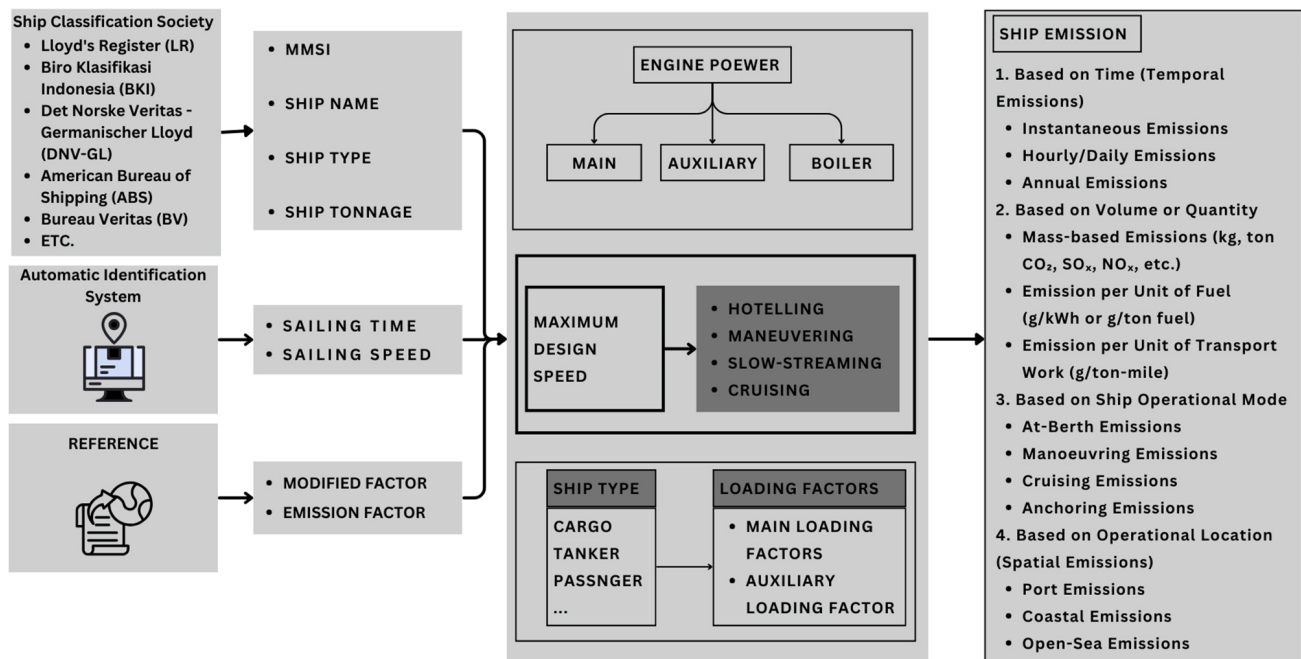 Ship Classification Society
• Lloyd's Register (LR)
• Biro Klasifikasi
Indonesia (BKI)
• Det Norske Veritas -
Germanischer Lloyd
(DNV-GL)
• American Bureau of
Shipping (ABS)
• Bureau Veritas (BV)
• ETC.
Automatic Identification
System
REFERENCE
• MMSI
• SHIP NAME
• SHIP TYPE
• SHIP TONNAGE
• SAILING TIME
• SAILING SPEED
• MODIFIED FACTOR
• EMISSION FACTOR
ENGINE POEWER
MAIN
AUXILIARY
BOILER
MAXIMUM
DESIGN
SPEED
• HOTELLING
• MANEUVERING
• SLOW-STREAMING
• CRUISING
SHIP TYPE
CARGO
TANKER
PASSNGER
...
LOADING FACTORS
• MAIN LOADING
FACTORS
• AUXILIARY
LOADING FACTOR
SHIP EMISSION
1. Based on Time (Temporal
Emissions)
• Instantaneous Emissions
• Hourly/Daily Emissions
• Annual Emissions
2. Based on Volume or Quantity
• Mass-based Emissions (kg, ton
CO₂, SOₓ, NOₓ, etc.)
• Emission per Unit of Fuel
(g/kWh or g/ton fuel)
• Emission per Unit of Transport
Work (g/ton-mile)
3. Based on Ship Operational Mode
• At-Berth Emissions
• Manoeuvring Emissions
• Cruising Emissions
• Anchoring Emissions
4. Based on Operational Location
(Spatial Emissions)
• Port Emissions
• Coastal Emissions
• Open-Sea Emissions